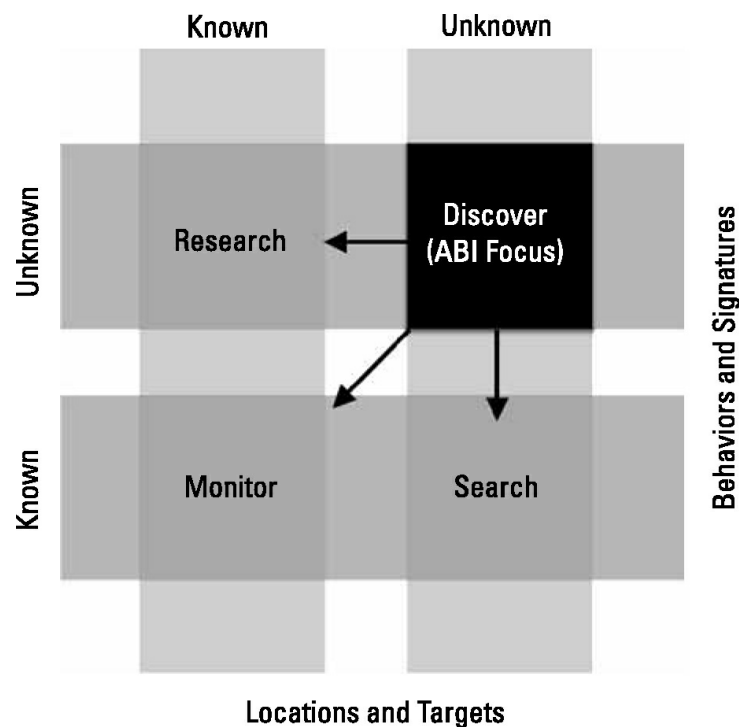 Known
Unknown
Unknown
Research
Discover
(ABI Focus)
Behaviors and Signatures
Known
Monitor
Search
Locations and Targets